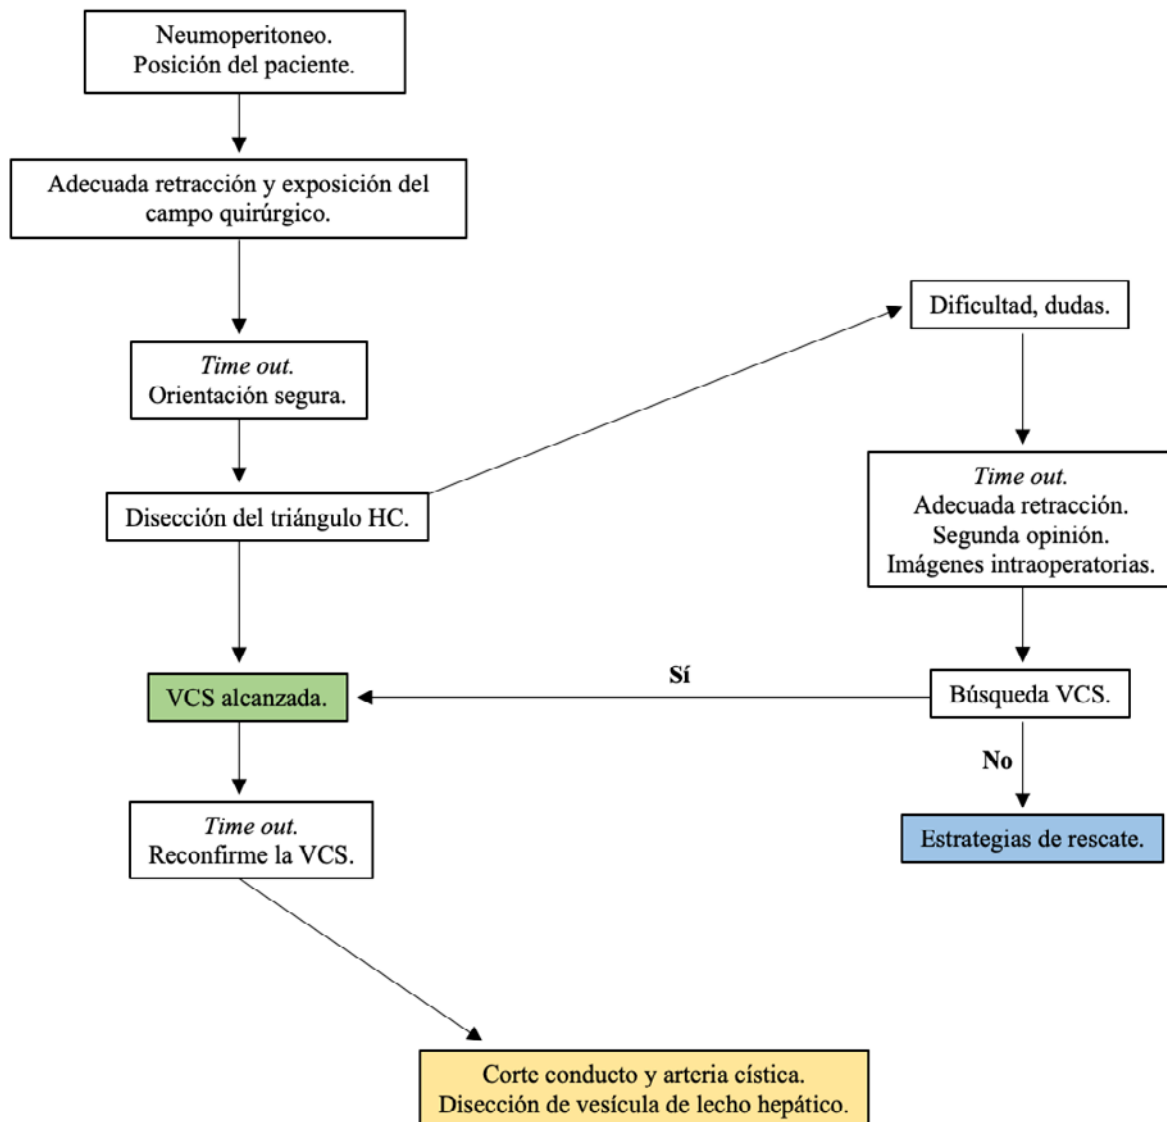 Neumoperitoneo.
Posición del paciente.
Adecuada retracción y exposición del
campo quirúrgico.
Time out.
Orientación segura.
Disección del triángulo HC.
Dificultad, dudas.
Time out.
Adecuada retracción.
Segunda opinión.
Imágenes intraoperatorias.
Búsqueda VCS.
Sí
No
VCS alcanzada.
Estrategias de rescate.
Time out.
Reconfirme la VCS.
Corte conducto y arteria cística.
Disección de vesícula de lecho hepático.